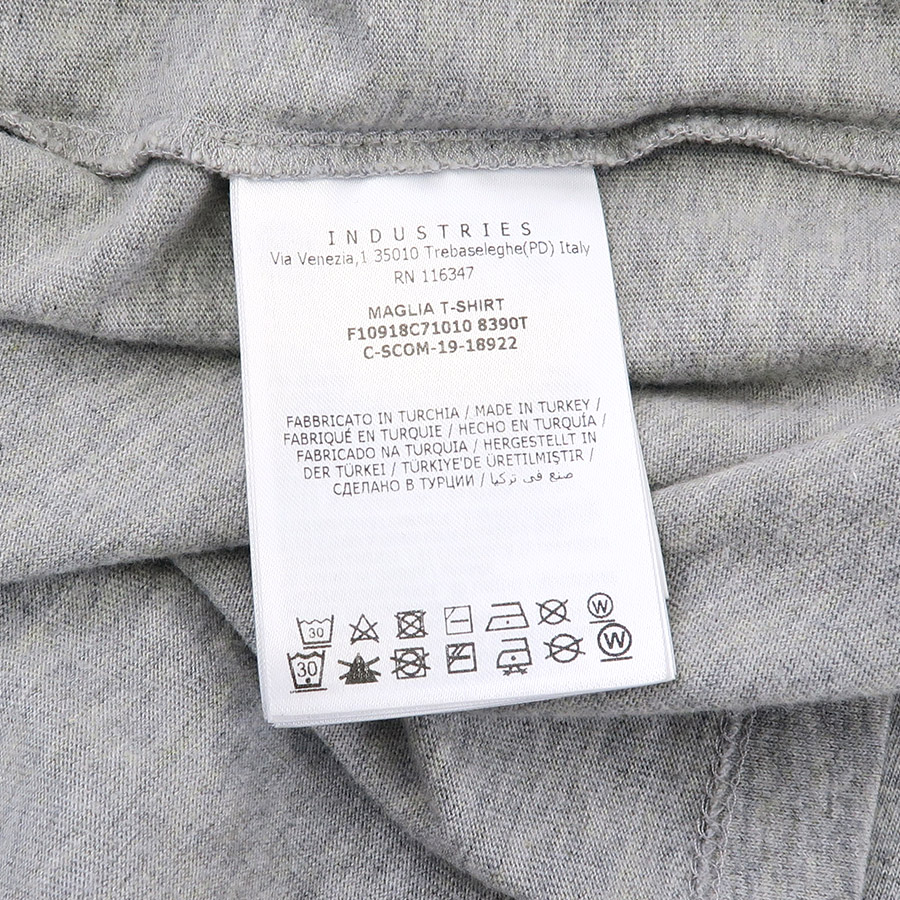 INDUSTRIES
Via Venezia,1 35010 Trebaseleghe(PD) Italy
RN 116347
MAGLIA T-SHIRT
F10918C71010 8390T
C-SCOM-19-18922
FABBRICATO IN TURCHIA / MADE IN TURKEY /
FABRIQUÉ EN TURQUIE / HECHO EN TURQUÍA /
FABRICADO NA TURQUIA / HERGESTELLT IN
DER TÜRKEI / TÜRKIYE'DE ÜRETILMIŞTIR /
СДЕЛАНО В ТУРЦИИ / صنع في تركيا
30 W
30 W